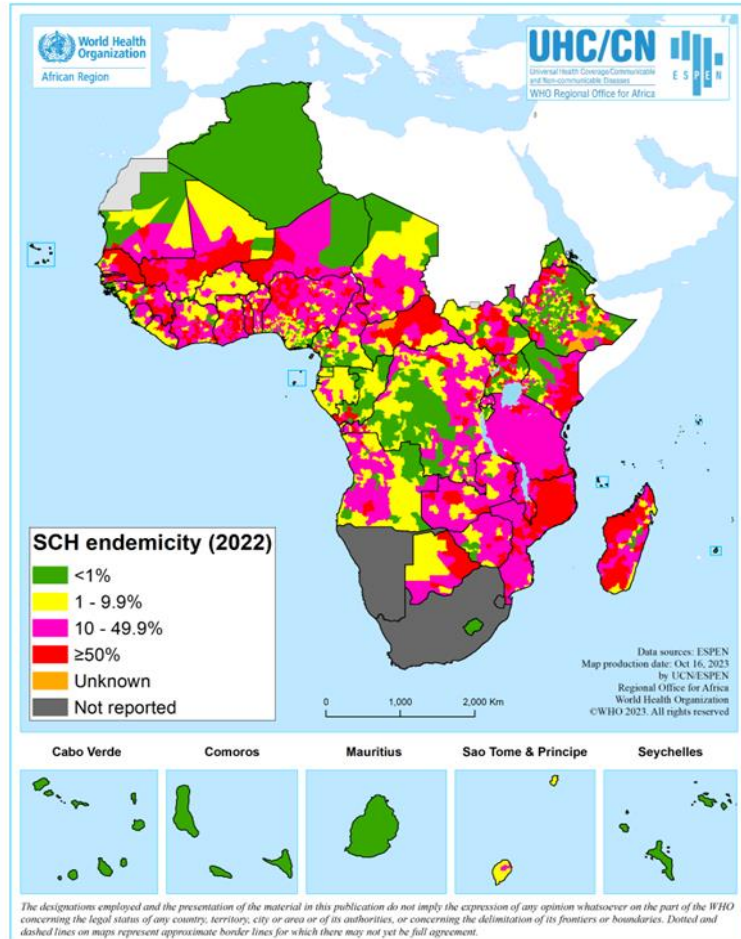 World Health
Organization
African Region
UHC/CN
Universal Health Coverage/Communicable
and Non-communicable Diseases
WHO Regional Office for Africa
ESPEN
SCH endemicity (2022)
<1%
1 - 9.9%
10 - 49.9%
≥50%
Unknown
Not reported
0 1,000 2,000 Km
Data sources: ESPEN
Map production date: Oct 16, 2023
by UCN/ESPEN
Regional Office for Africa
World Health Organization
©WHO 2023. All rights reserved
Cabo Verde
Comoros
Mauritius
Sao Tome & Principe
Seychelles
The designations employed and the presentation of the material in this publication do not imply the expression of any opinion whatsoever on the part of the WHO
concerning the legal status of any country, territory, city or area or of its authorities, or concerning the delimitation of its frontiers or boundaries. Dotted and
dashed lines on maps represent approximate border lines for which there may not yet be full agreement.